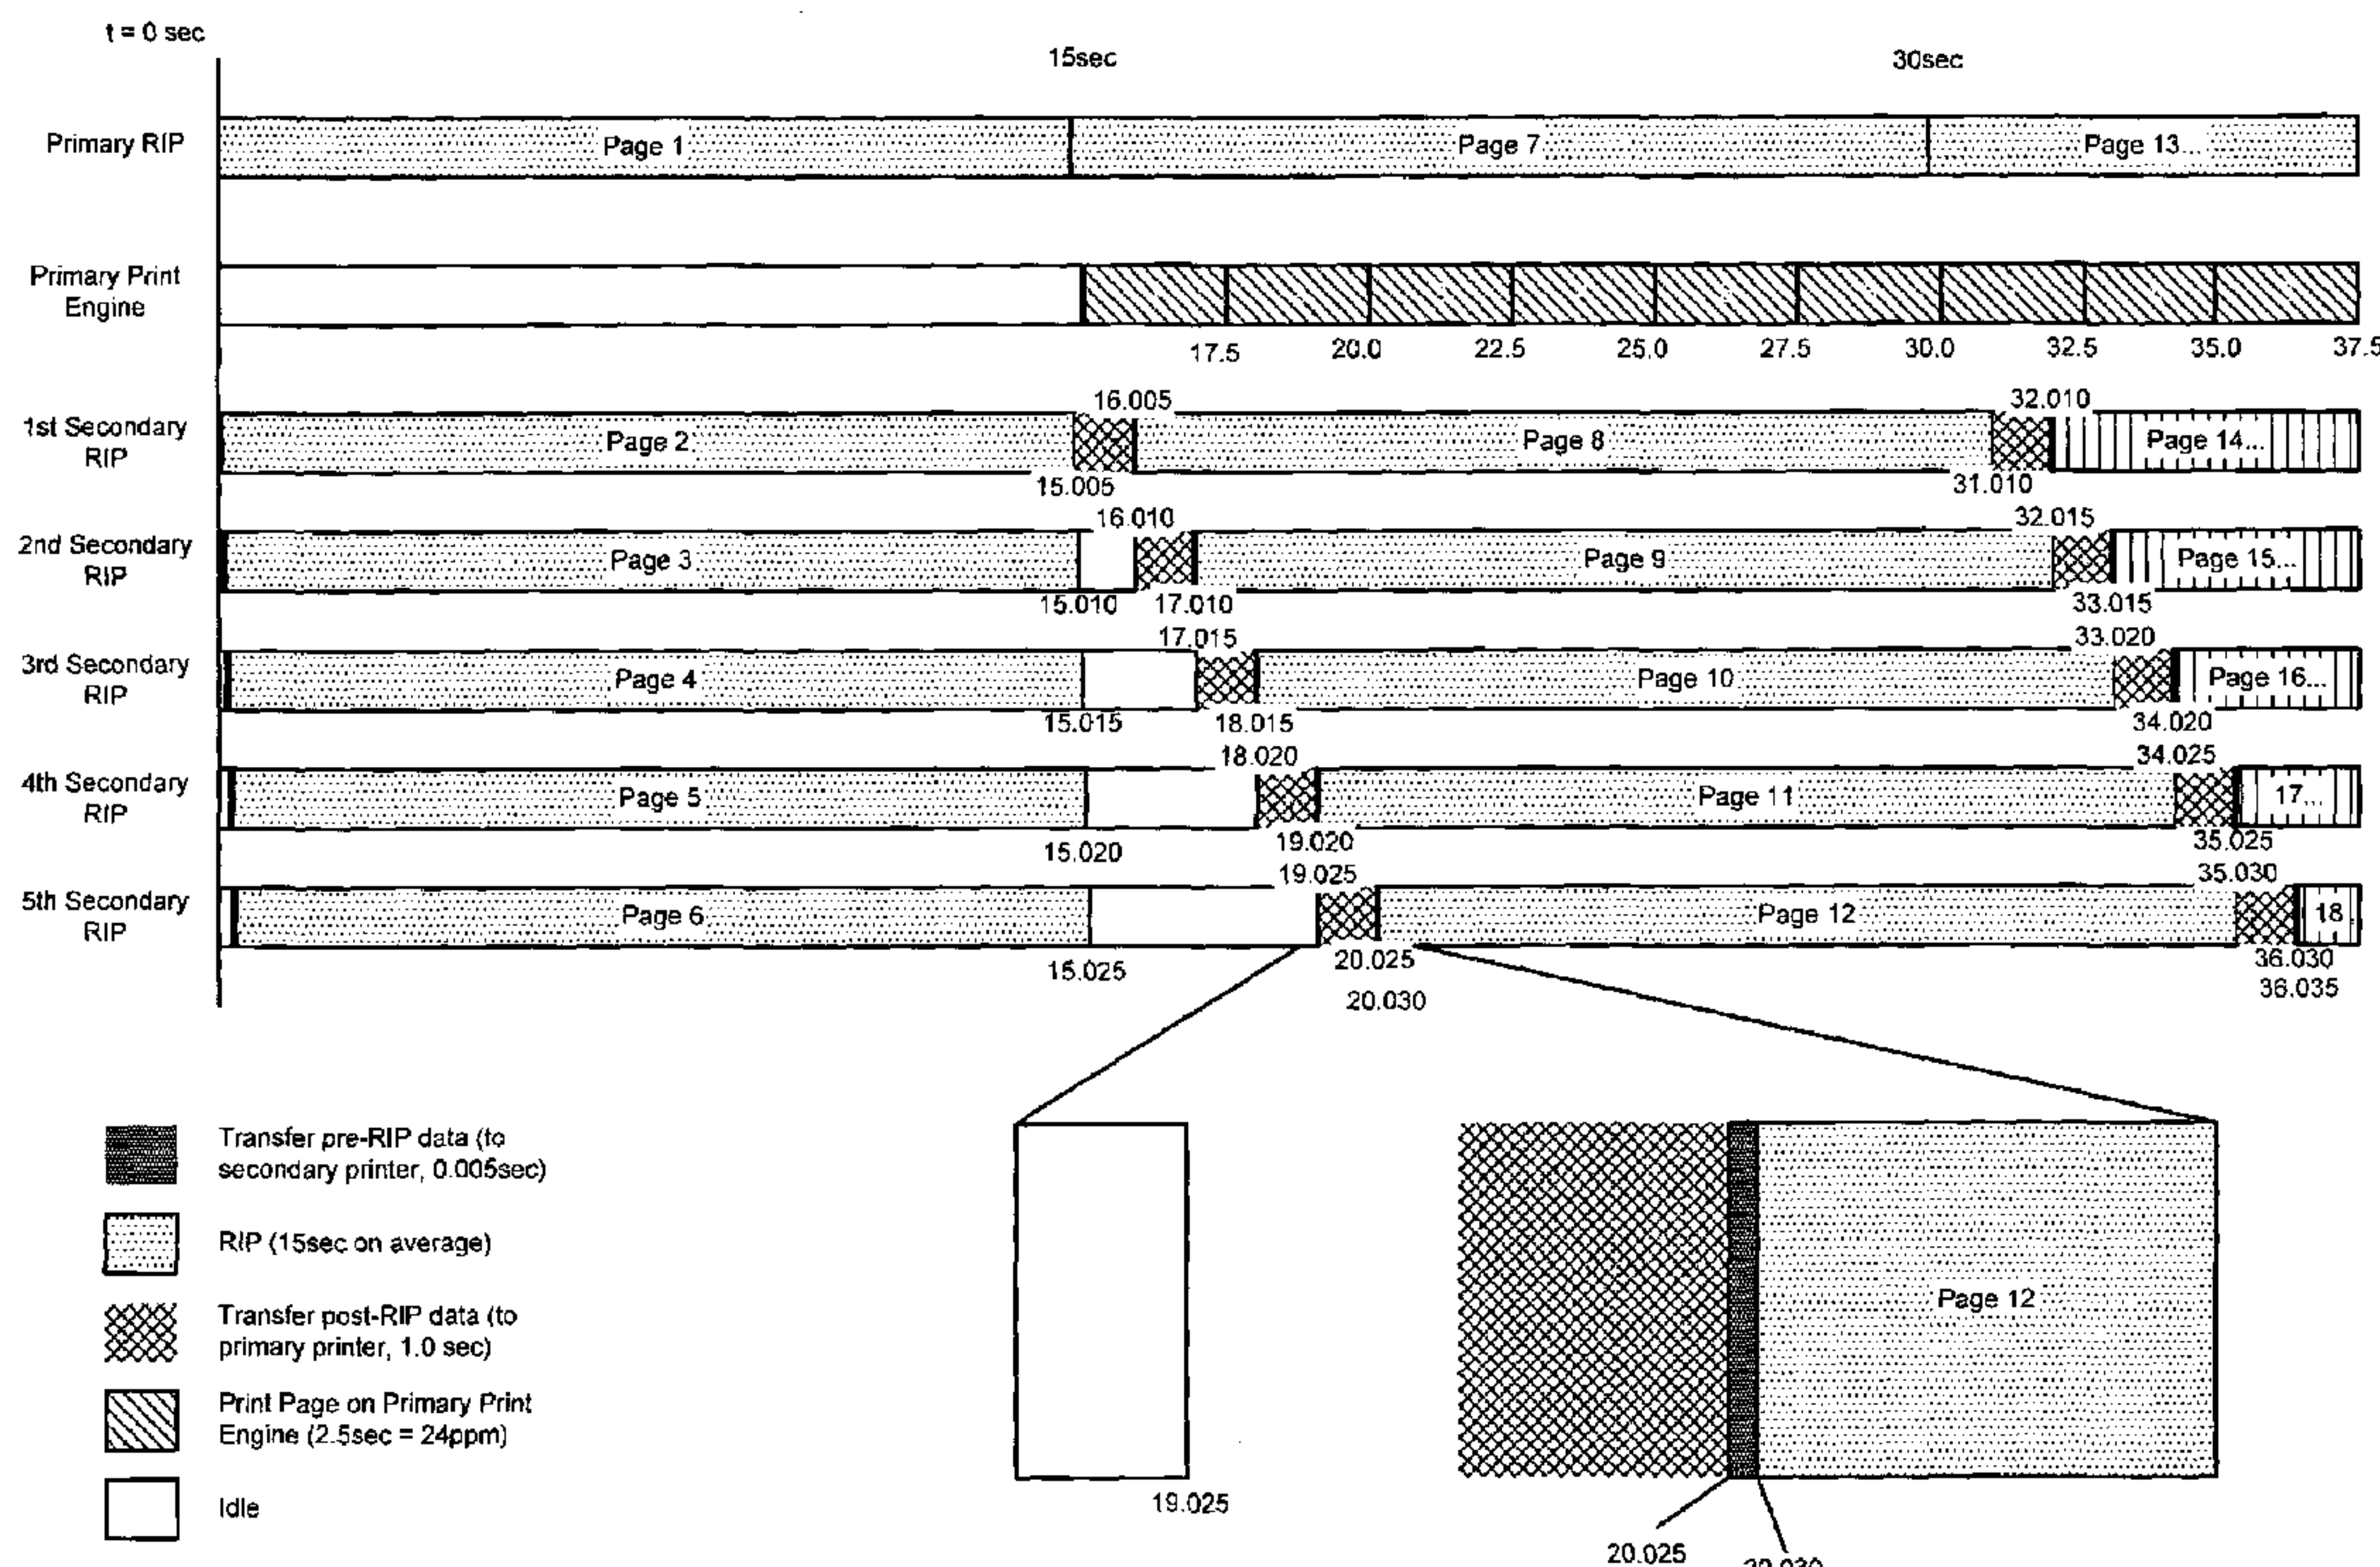 t = 0 sec
15sec
30sec
Primary RIP
Page 1
Page 7
Page 13...
Primary Print
Engine
17.5
20.0
22.5
25.0
27.5
30.0
32.5
35.0
37.5
16.005
32.010
1st Secondary
RIP
Page 2
Page 8
Page 14...
15.005
31.010
16.010
32.015
2nd Secondary
RIP
Page 3
Page 9
Page 15...
15.010
17.010
33.015
17.015
33.020
3rd Secondary
RIP
Page 4
Page 10
Page 16...
15.015
18.015
34.020
18.020
34.025
4th Secondary
RIP
Page 5
Page 11
17...
15.020
19.020
35.025
19.025
35.030
5th Secondary
RIP
Page 6
Page 12
18
15.025
20.025
36.030
20.030
36.035
Transfer pre-RIP data (to
secondary printer, 0.005sec)
RIP (15sec on average)
Transfer post-RIP data (to
primary printer, 1.0 sec)
Print Page on Primary Print
Engine (2.5sec = 24ppm)
Idle
Page 12
19.025
20.025
20.030